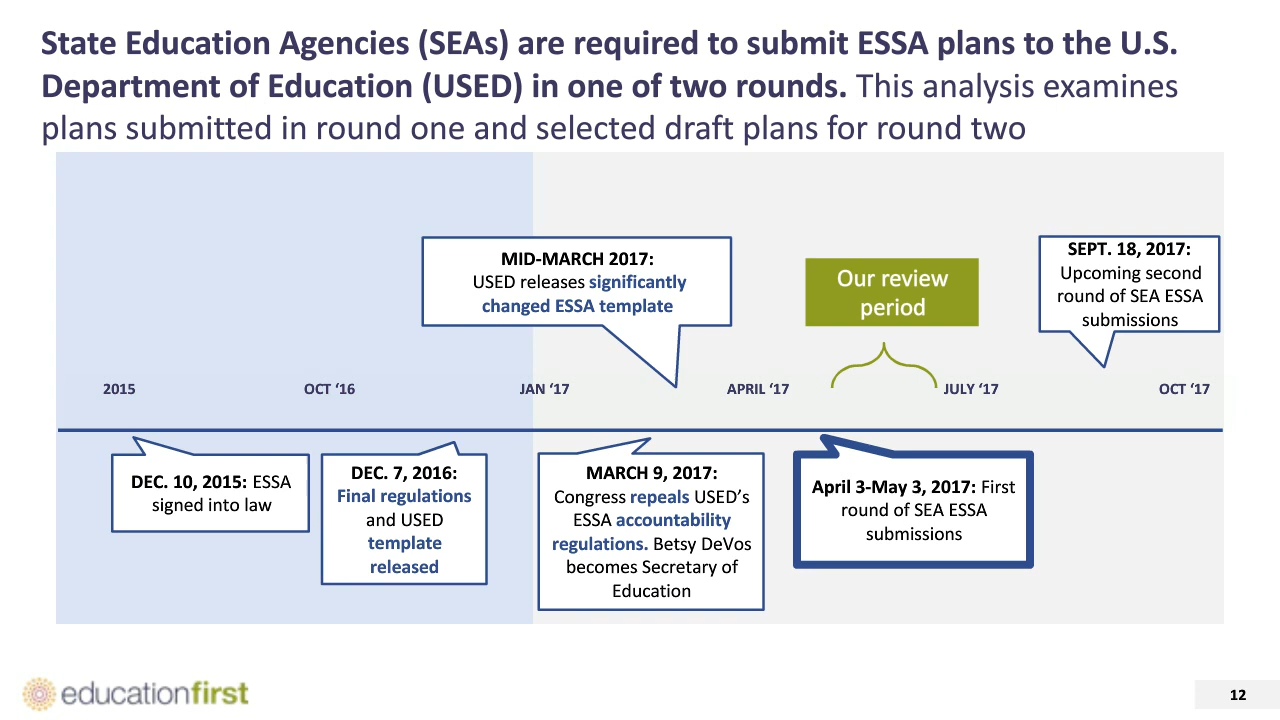 State Education Agencies (SEAs) are required to submit ESSA plans to the U.S.
Department of Education (USED) in one of two rounds. This analysis examines
plans submitted in round one and selected draft plans for round two
MID-MARCH 2017:
USED releases significantly
changed ESSA template
Our review
period
SEPT. 18, 2017:
Upcoming second
round of SEA ESSA
submissions
2015
OCT ‘16
JAN ‘17
APRIL ‘17
JULY ‘17
OCT ‘17
DEC. 10, 2015: ESSA
signed into law
DEC. 7, 2016:
Final regulations
and USED
template
released
MARCH 9, 2017:
Congress repeals USED’s
ESSA accountability
regulations. Betsy DeVos
becomes Secretary of
Education
April 3-May 3, 2017: First
round of SEA ESSA
submissions
educationfirst
12